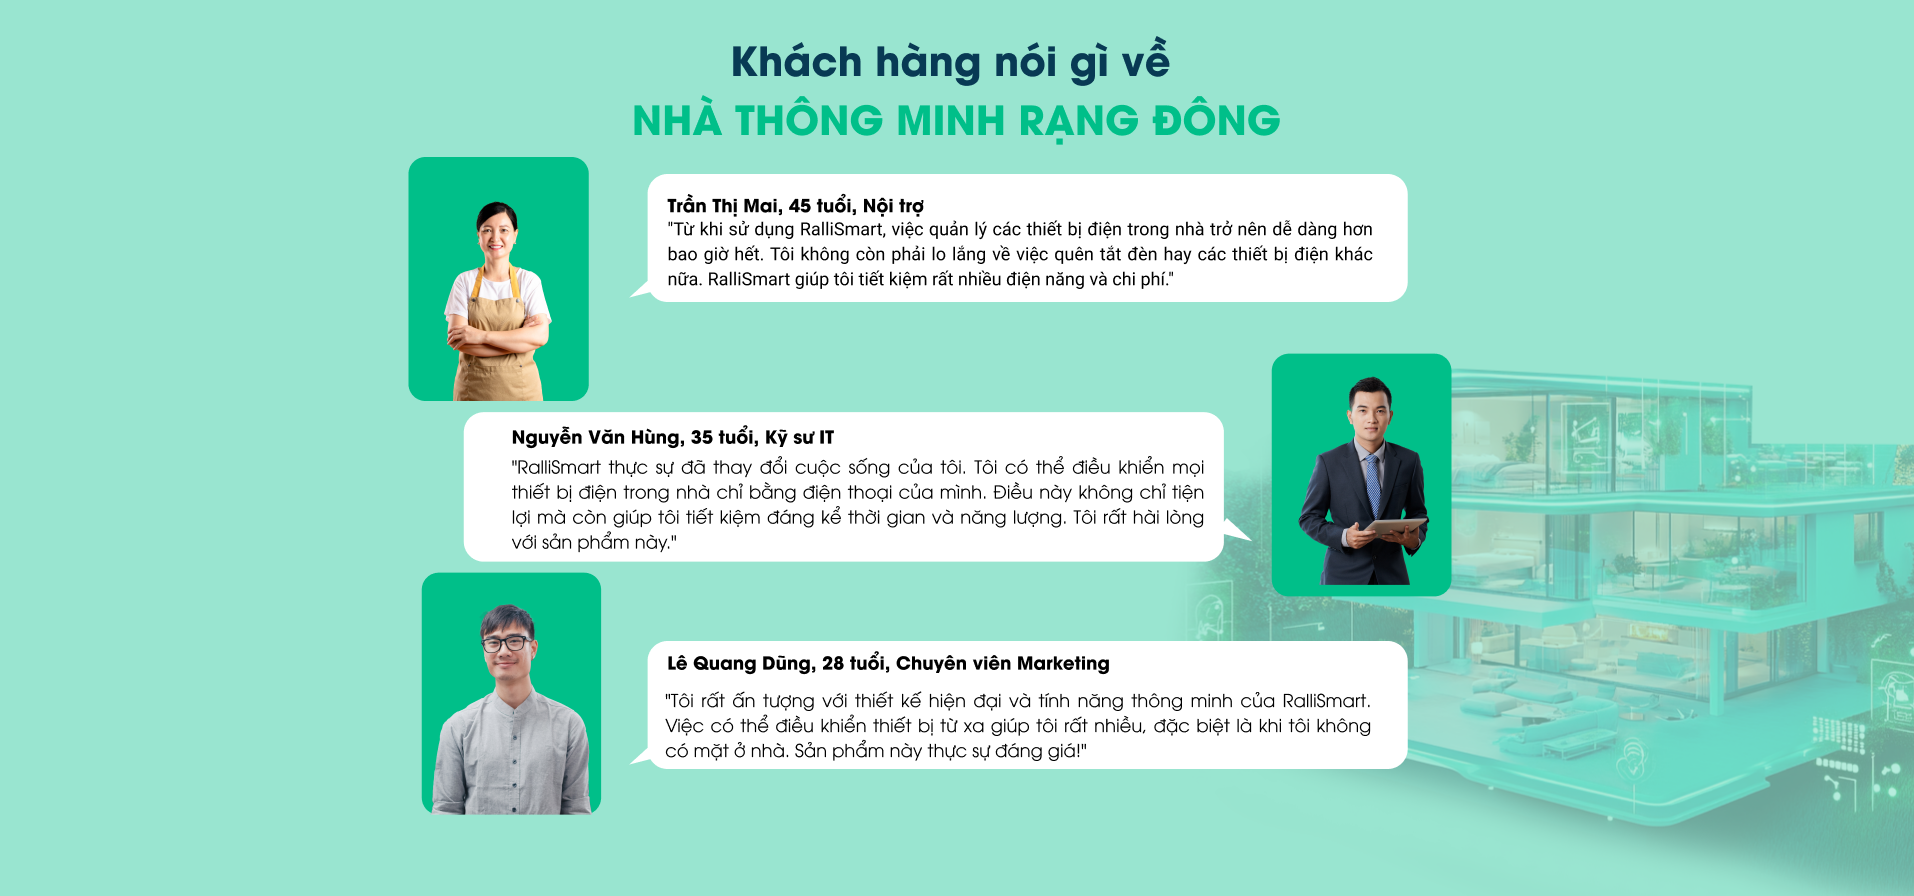 Khách hàng nói gì về
NHÀ THÔNG MINH RẠNG ĐÔNG
Trần Thị Mai, 45 tuổi, Nội trợ
"Từ khi sử dụng RalliSmart, việc quản lý các thiết bị điện trong nhà trở nên dễ dàng hơn
bao giờ hết. Tôi không còn phải lo lắng về việc quên tắt đèn hay các thiết bị điện khác
nữa. RalliSmart giúp tôi tiết kiệm rất nhiều điện năng và chi phí."
Nguyễn Văn Hùng, 35 tuổi, Kỹ sư IT
"RalliSmart thực sự đã thay đổi cuộc sống của tôi. Tôi có thể điều khiển mọi
thiết bị điện trong nhà chỉ bằng điện thoại của mình. Điều này không chỉ tiện
lợi mà còn giúp tôi tiết kiệm đáng kể thời gian và năng lượng. Tôi rất hài lòng
với sản phẩm này."
Lê Quang Dũng, 28 tuổi, Chuyên viên Marketing
"Tôi rất ấn tượng với thiết kế hiện đại và tính năng thông minh của RalliSmart.
Việc có thể điều khiển thiết bị từ xa giúp tôi rất nhiều, đặc biệt là khi tôi không
có mặt ở nhà. Sản phẩm này thực sự đáng giá!"